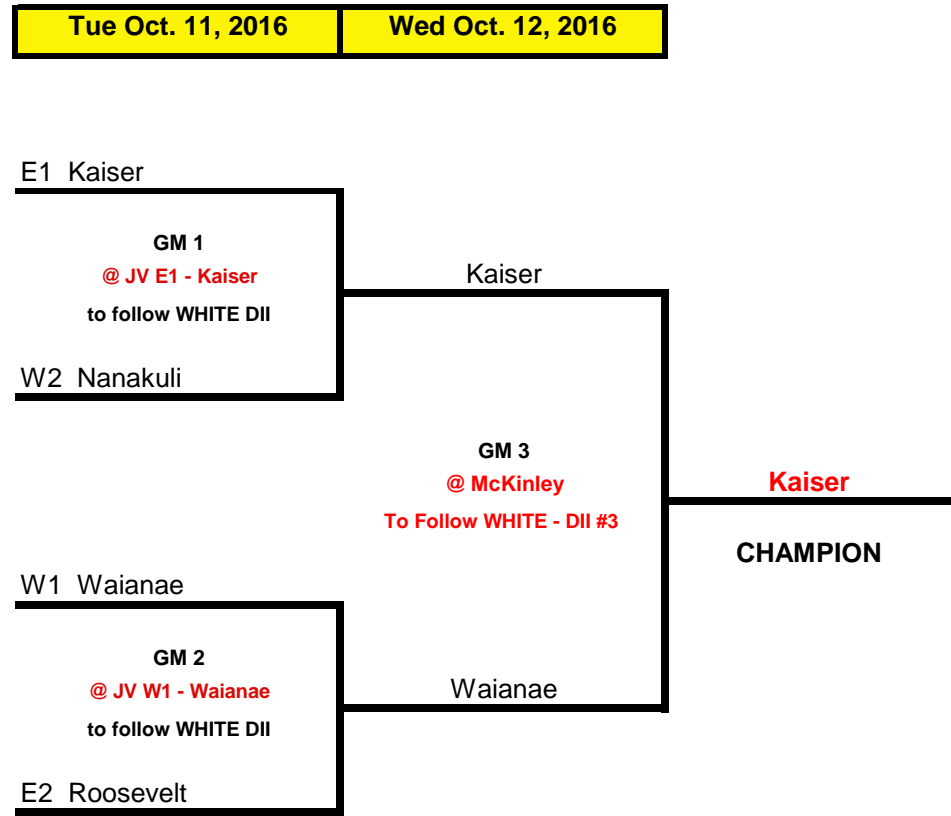 Tue Oct. 11, 2016 Wed Oct. 12, 2016
E1 Kaiser
GM 1
@ JV E1 - Kaiser
to follow WHITE DII
Kaiser
W2 Nanakuli
GM 3
@ McKinley
To Follow WHITE - DII #3
Kaiser
CHAMPION
W1 Waianae
GM 2
@ JV W1 - Waianae
to follow WHITE DII
Waianae
E2 Roosevelt